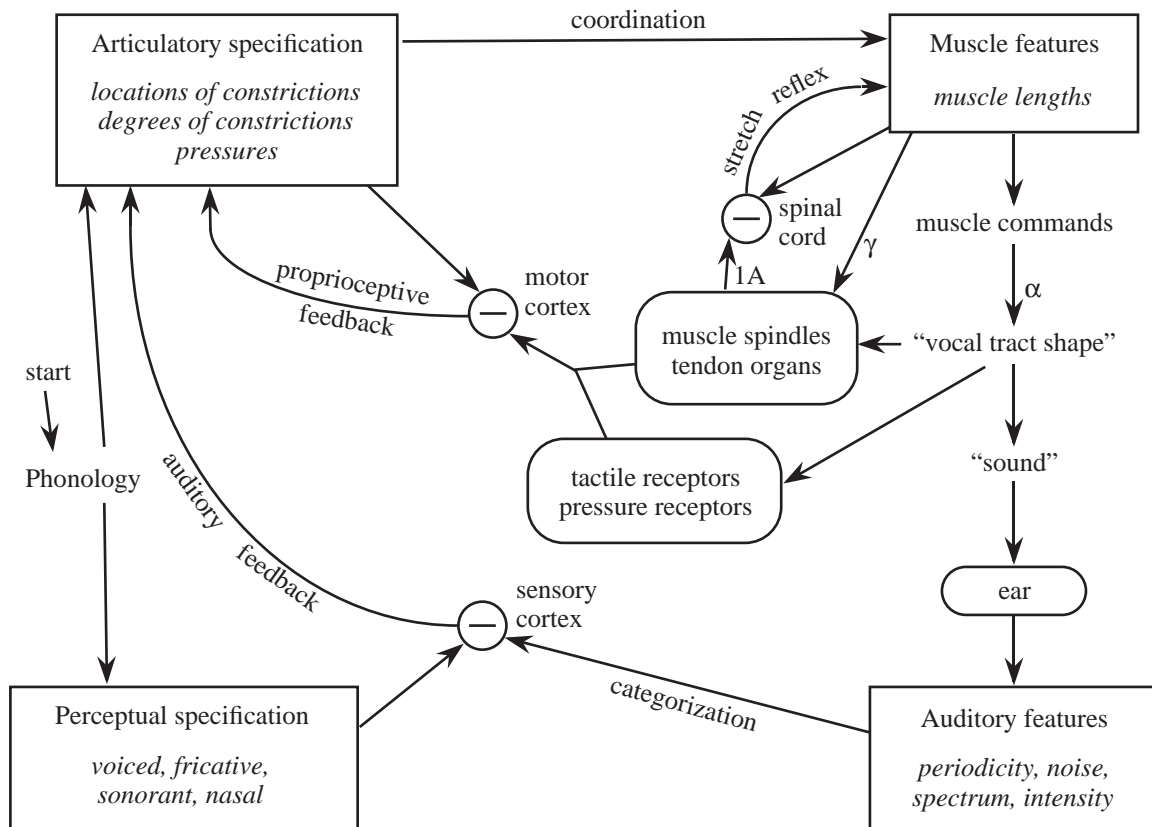 coordination
Articulatory specification
locations of constrictions
degrees of constrictions
pressures
Muscle features
muscle lengths
stretch reflex
spinal
cord
muscle commands
γ
1A
α
motor
cortex
proprioceptive
feedback
muscle spindles
tendon organs
“vocal tract shape”
start
Phonology
tactile receptors
pressure receptors
“sound”
auditory feedback
ear
sensory
cortex
categorization
Perceptual specification
voiced, fricative,
sonorant, nasal
Auditory features
periodicity, noise,
spectrum, intensity